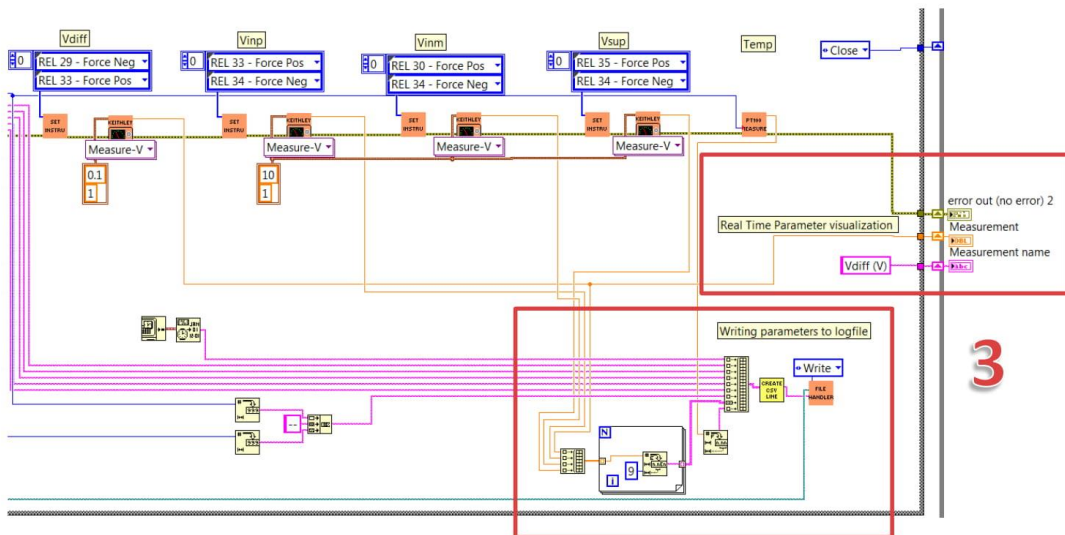 Vdiff
Vinp
Vinm
Vsup
Temp
Close
0
REL 29 - Force Neg
REL 33 - Force Pos
0
REL 33 - Force Pos
REL 34 - Force Neg
0
REL 30 - Force Pos
REL 34 - Force Neg
0
REL 35 - Force Pos
REL 34 - Force Neg
SET INSTRU
KEITHLEY
SET INSTRU
KEITHLEY
SET INSTRU
KEITHLEY
SET INSTRU
KEITHLEY
PT100
MEASURE
Measure-V
Measure-V
Measure-V
Measure-V
0.1
1
10
1
error out (no error) 2
Real Time Parameter visualization
Measurement
DBL
Measurement name
Vdiff (V)
abc
Writing parameters to logfile
3
Write
CREATE
CSV
LINE
FILE
HANDLER
--
N
9
i